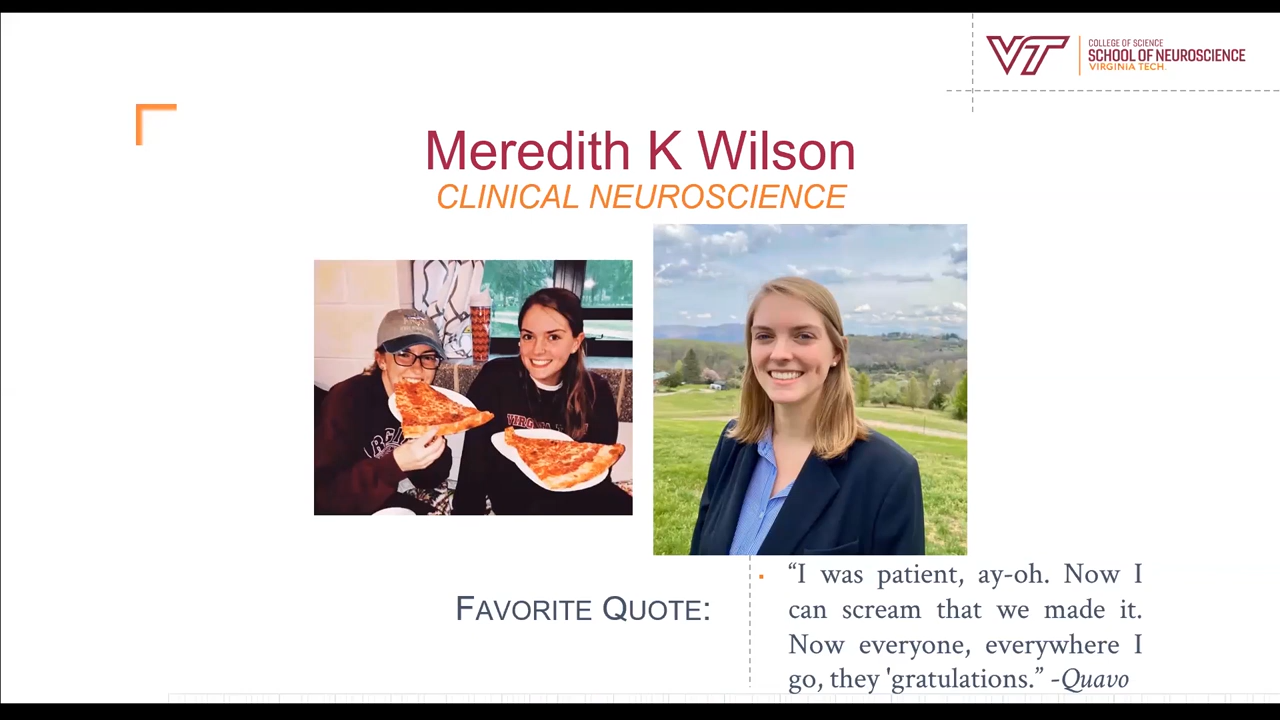 VT
COLLEGE OF SCIENCE
SCHOOL OF NEUROSCIENCE
VIRGINIA TECH.
Meredith K Wilson
CLINICAL NEUROSCIENCE
FAVORITE QUOTE:
“I was patient, ay-oh. Now I
can scream that we made it.
Now everyone, everywhere I
go, they 'gratulations.” -Quavo